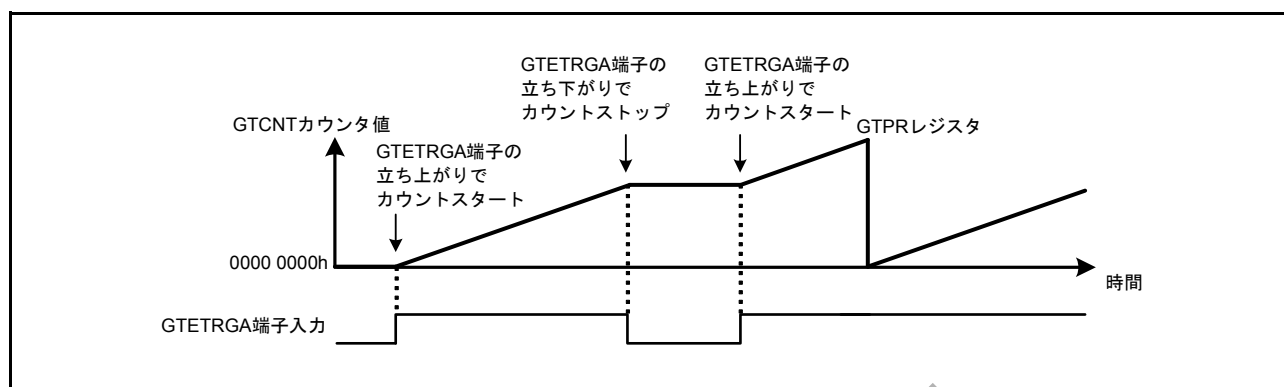 GTETRGA端子の
立ち下がりで
カウントストップ
GTETRGA端子の
立ち上がりで
カウントスタート
GTCNTカウンタ値
GTPRレジスタ
GTETRGA端子の
立ち上がりで
カウントスタート
0000 0000h
時間
GTETRGA端子入力